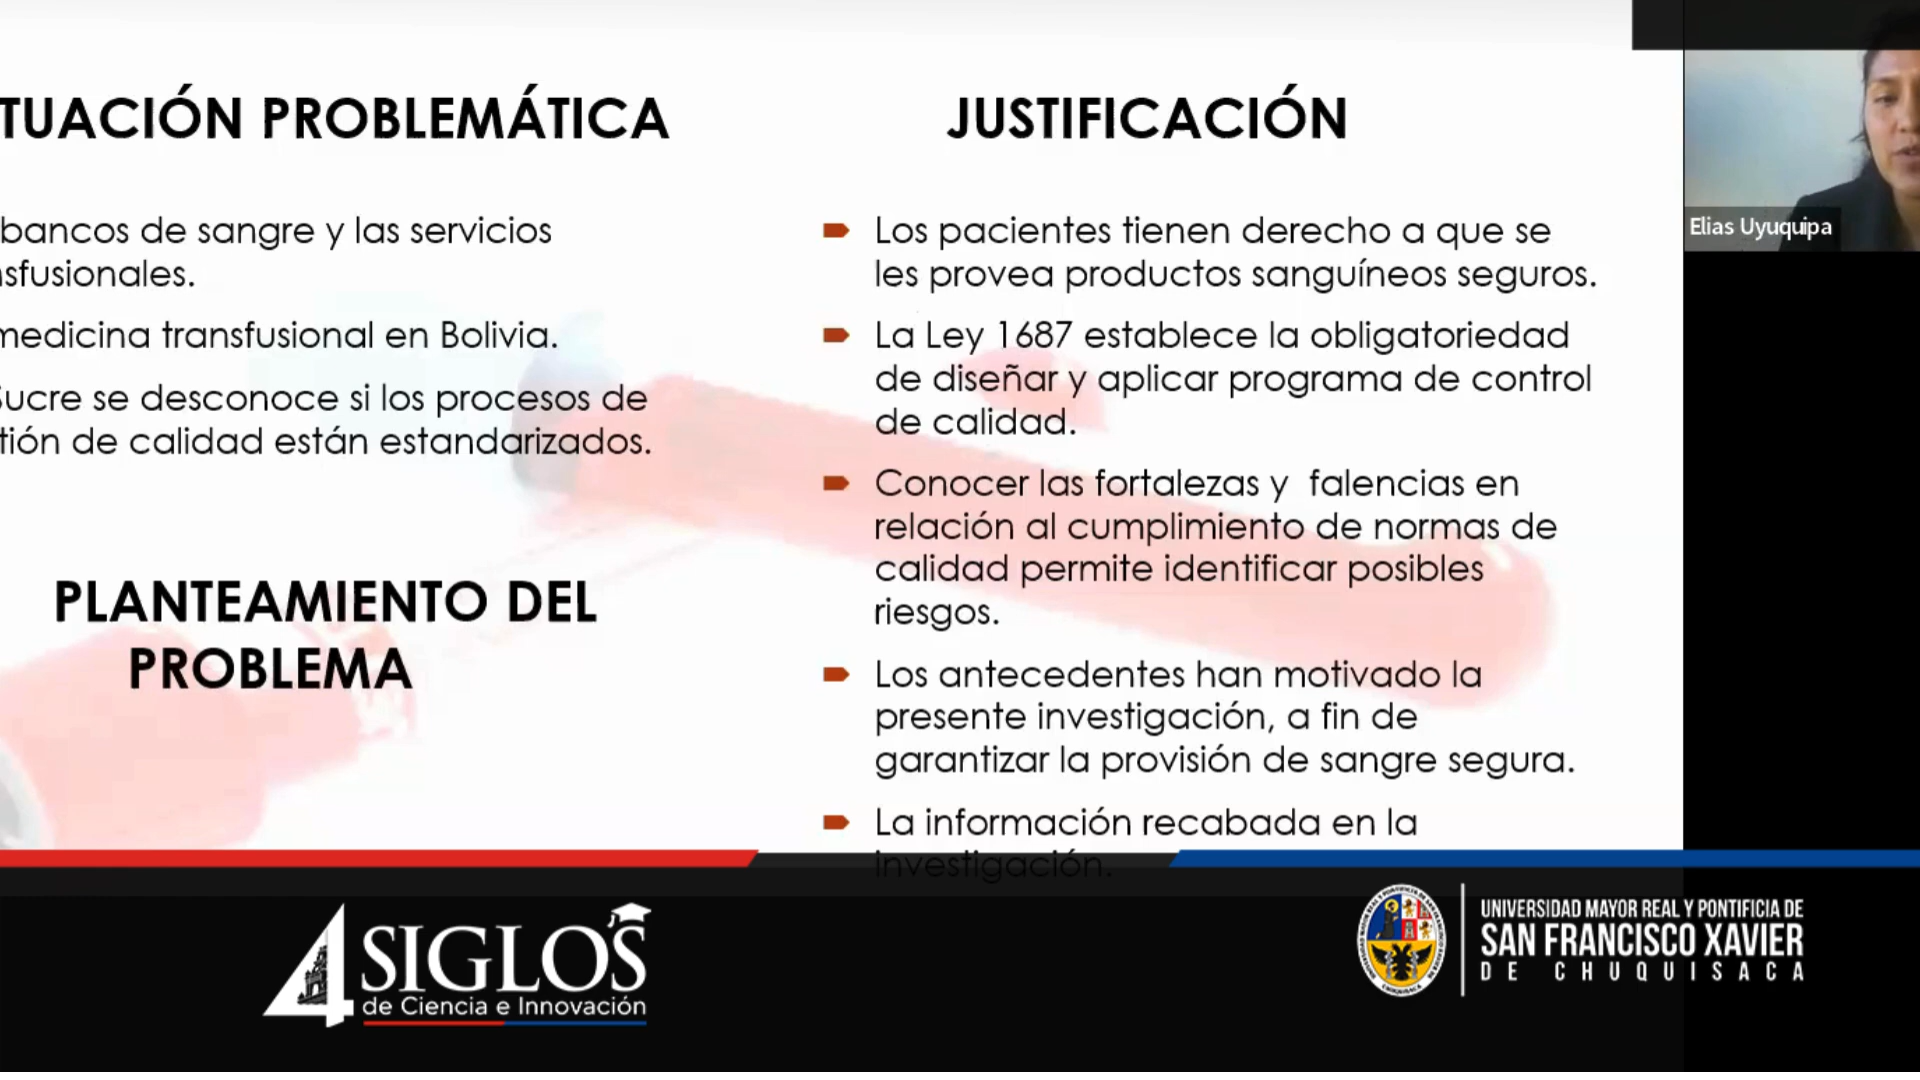 TUACIÓN PROBLEMÁTICA
bancos de sangre y las servicios
nsfusionales.
medicina transfusional en Bolivia.
Sucre se desconoce si los procesos de
tión de calidad están estandarizados.
PLANTEAMIENTO DEL
PROBLEMA
JUSTIFICACIÓN
Los pacientes tienen derecho a que se
les provea productos sanguíneos seguros.
La Ley 1687 establece la obligatoriedad
de diseñar y aplicar programa de control
de calidad.
Conocer las fortalezas y falencias en
relación al cumplimiento de normas de
calidad permite identificar posibles
riesgos.
Los antecedentes han motivado la
presente investigación, a fin de
garantizar la provisión de sangre segura.
La información recabada en la
investigación.
Elias Uyuquipa
4 SIGLO'S
de Ciencia e Innovación
UNIVERSIDAD MAYOR REAL Y PONTIFICIA DE
SAN FRANCISCO XAVIER
DE CHUQUISACA